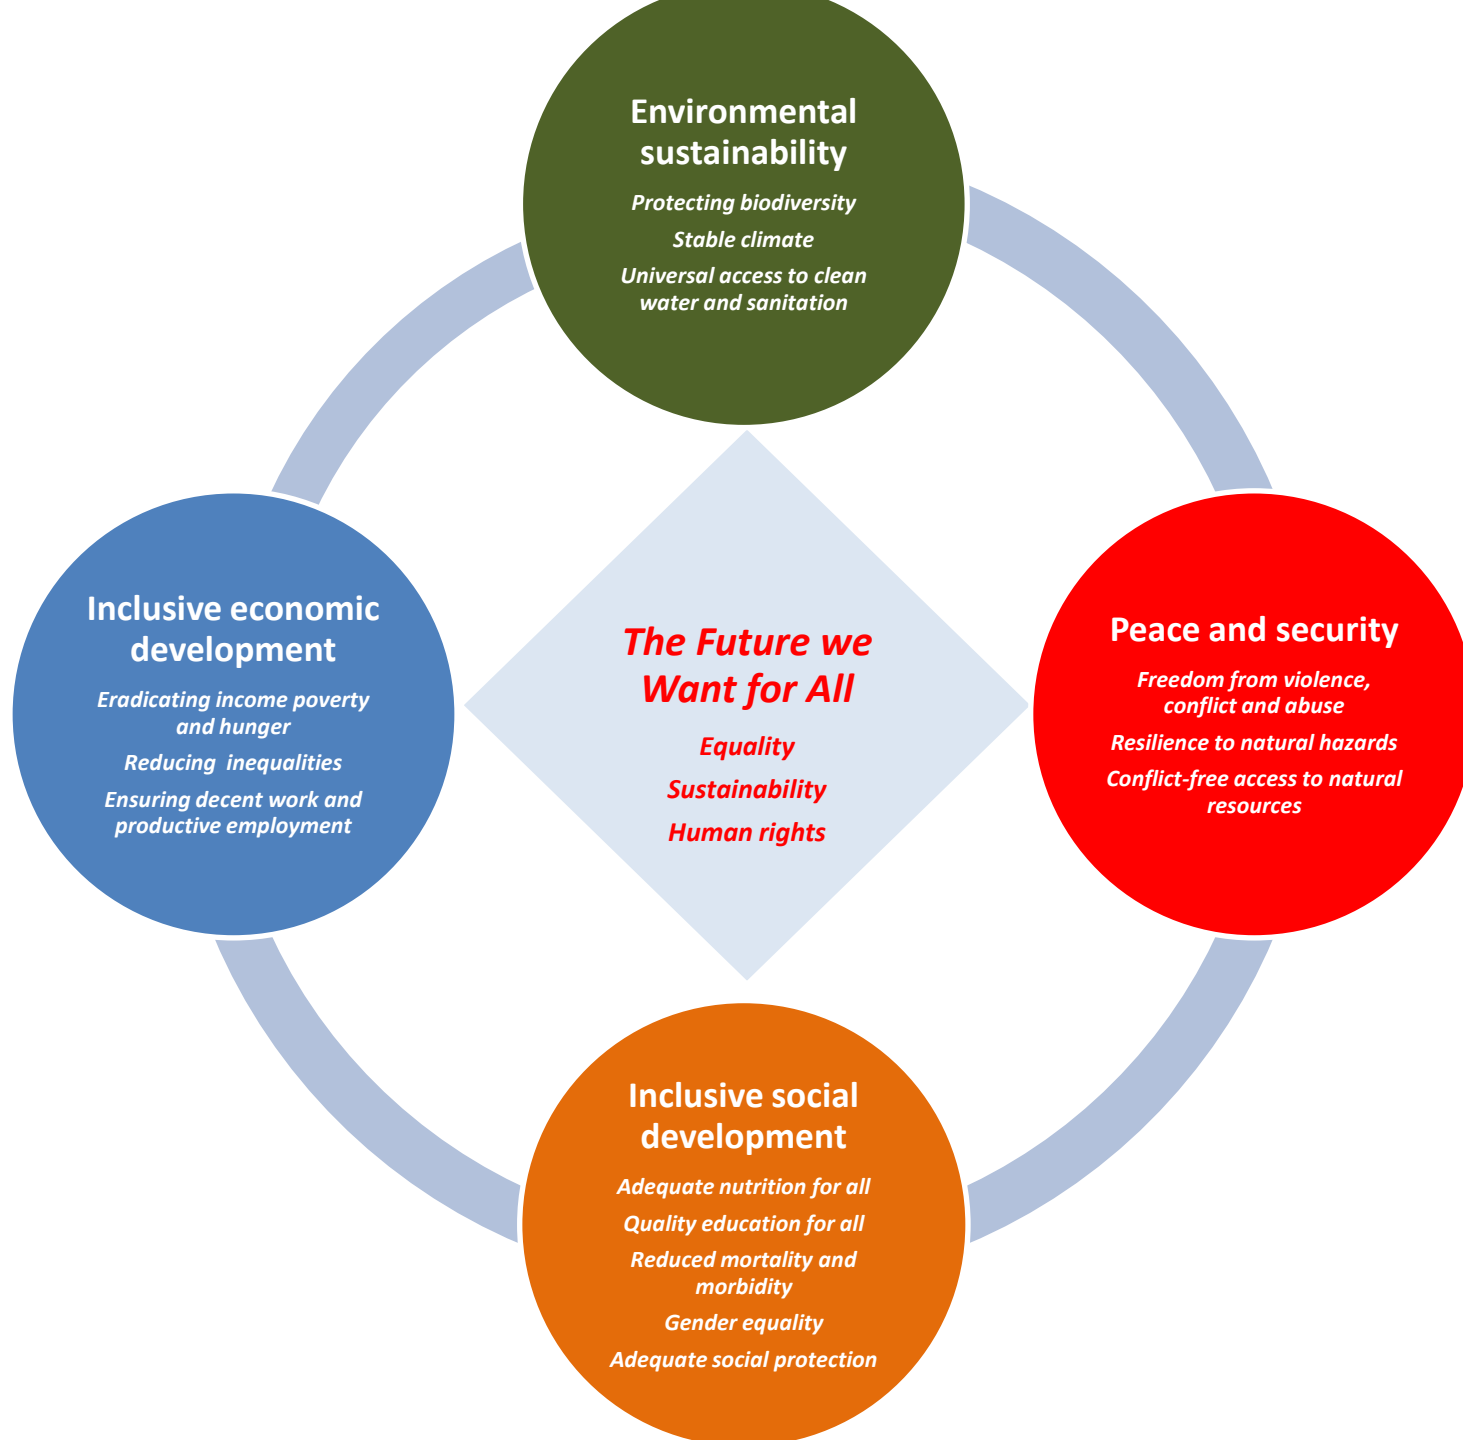 Environmental
sustainability
Protecting biodiversity
Stable climate
Universal access to clean
water and sanitation
Inclusive economic
development
Eradicating income poverty
and hunger
Reducing  inequalities
Ensuring decent work and
productive employment
The Future we
Want for All
Equality
Sustainability
Human rights
Peace and security
Freedom from violence,
conflict and abuse
Resilience to natural hazards
Conflict-free access to natural
resources
Inclusive social
development
Adequate nutrition for all
Quality education for all
Reduced mortality and
morbidity
Gender equality
Adequate social protection